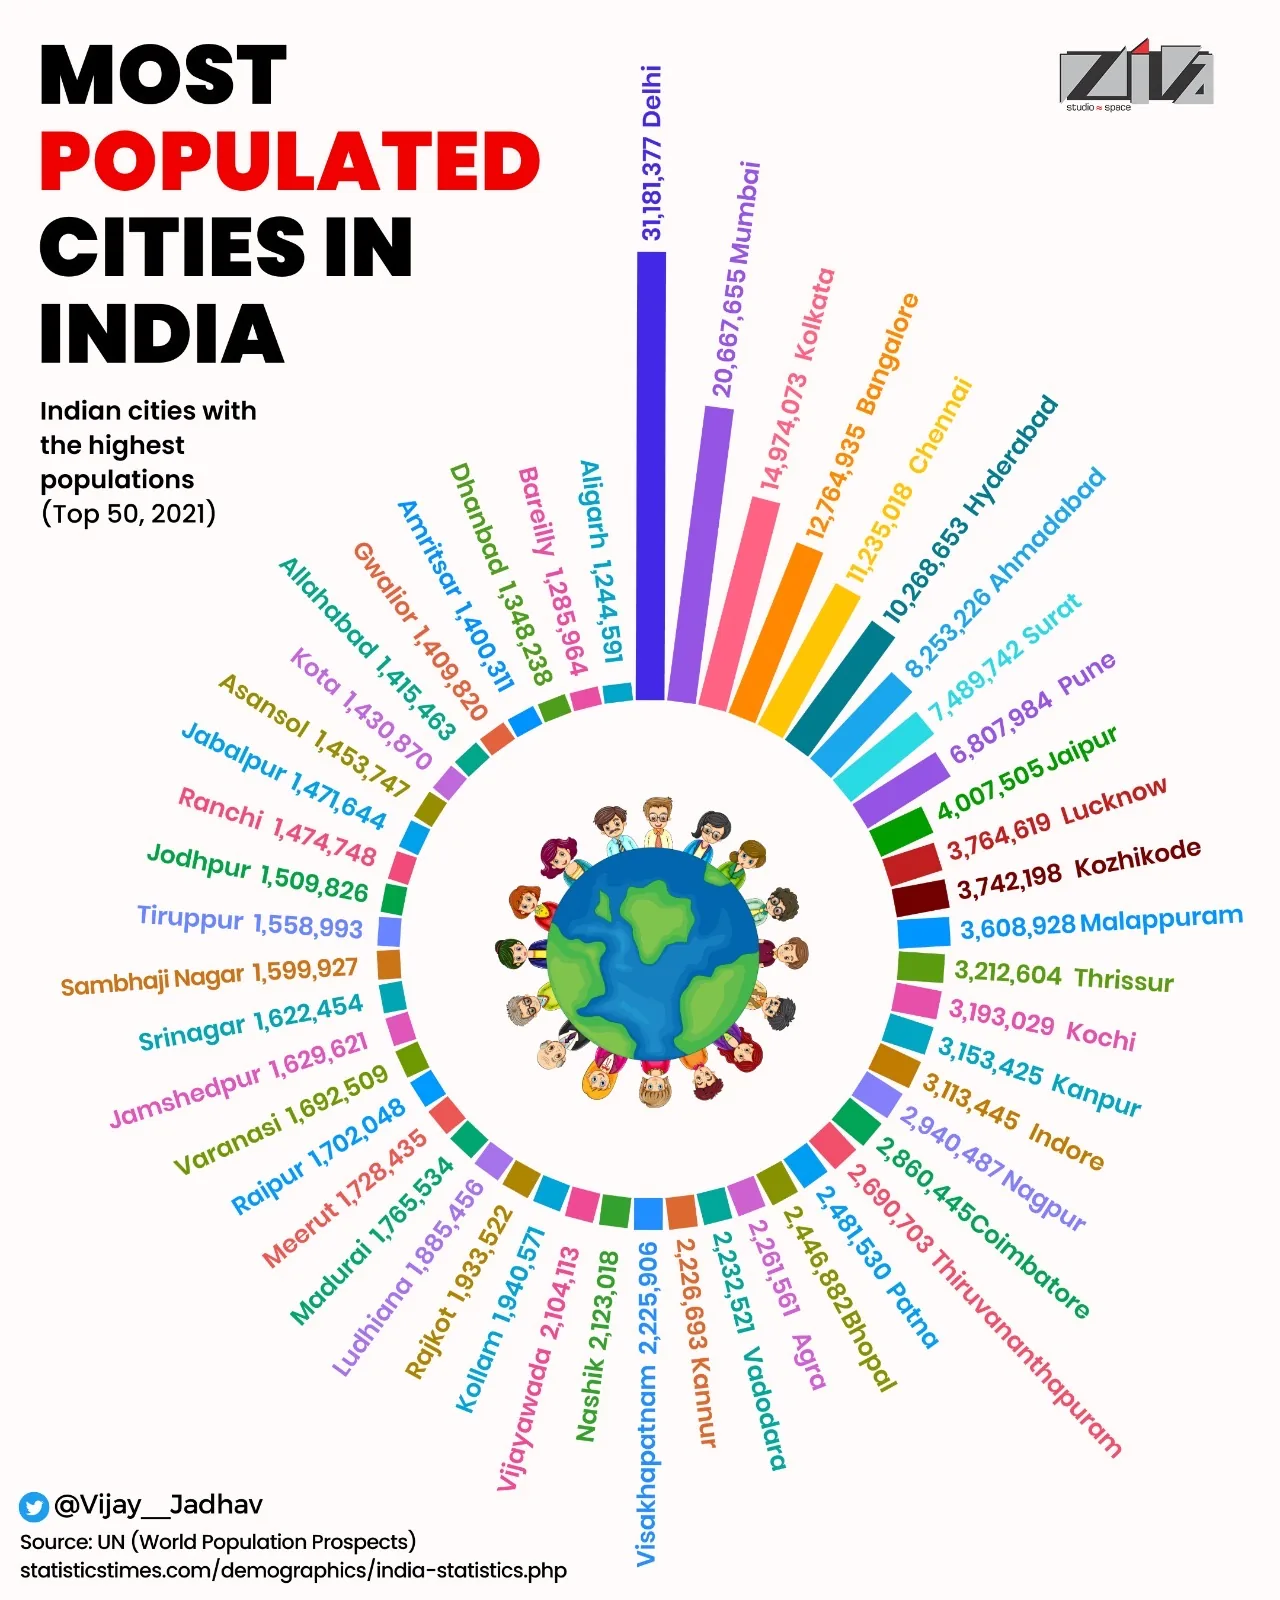 MOST
POPULATED
CITIES IN
INDIA
Indian cities with
the highest
populations
(Top 50, 2021)
ZiVa
studio ≈ space
31,181,377 Delhi
20,667,655 Mumbai
14,974,073 Kolkata
12,764,935 Bangalore
11,235,018 Chennai
10,268,653 Hyderabad
8,253,226 Ahmadabad
7,489,742 Surat
6,807,984 Pune
4,007,505 Jaipur
3,764,619 Lucknow
3,742,198 Kozhikode
3,608,928 Malappuram
3,212,604 Thrissur
3,193,029 Kochi
3,153,425 Kanpur
3,113,445 Indore
2,940,487 Nagpur
2,860,445 Coimbatore
2,690,703 Thiruvananthapuram
2,481,530 Patna
2,446,882 Bhopal
2,261,561 Agra
2,232,521 Vadodara
2,226,693 Kannur
Visakhapatnam 2,225,906
Nashik 2,123,018
Vijayawada 2,104,113
Kollam 1,940,571
Rajkot 1,933,522
Ludhiana 1,885,456
Madurai 1,765,534
Meerut 1,728,435
Raipur 1,702,048
Varanasi 1,692,509
Jamshedpur 1,629,621
Srinagar 1,622,454
Sambhaji Nagar 1,599,927
Tiruppur 1,558,993
Jodhpur 1,509,826
Ranchi 1,474,748
Jabalpur 1,471,644
Asansol 1,453,747
Kota 1,430,870
Allahabad 1,415,463
Gwalior 1,409,820
Amritsar 1,400,311
Dhanbad 1,348,238
Bareilly 1,285,964
Aligarh 1,244,591
@Vijay__Jadhav
Source: UN (World Population Prospects)
statisticstimes.com/demographics/india-statistics.php